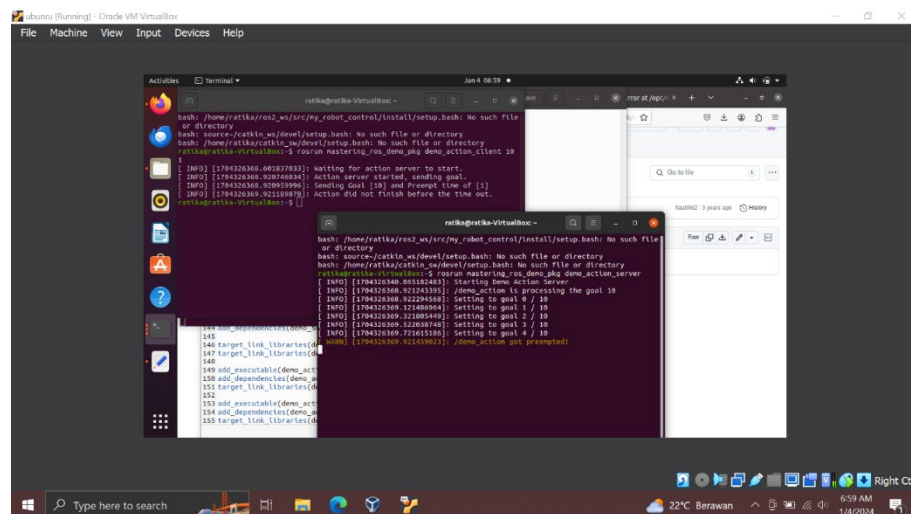 ubunru [Running] - Oracle VM VirtualBox
File Machine View Input Devices Help
Activities Terminal Jan 4 06:59
ratika@ratika-VirtualBox: ~
rror at /ept/
bash: /home/ratika/ros2_ws/src/my_robot_control/install/setup.bash: No such file
or directory
bash: source~/catkin_ws/devel/setup.bash: No such file or directory
bash: /home/ratika/catkin_sw/devel/setup.bash: No such file or directory
ratika@ratika-VirtualBox:~$ rosrun mastering_ros_demo_pkg demo_action_client 10
1
[ INFO] [1704326368.601837033]: Waiting for action server to start.
[ INFO] [1704326368.920746034]: Action server started, sending goal.
[ INFO] [1704326368.920959996]: Sending Goal [10] and Preempt time of [1]
[ INFO] [1704326369.921189870]: Action did not finish before the time out.
ratika@ratika-VirtualBox:~$
Go to file
3 years ago History
Raw
ratika@ratika-VirtualBox: ~
bash: /home/ratika/ros2_ws/src/my_robot_control/install/setup.bash: No such file
or directory
bash: source~/catkin_ws/devel/setup.bash: No such file or directory
bash: /home/ratika/catkin_sw/devel/setup.bash: No such file or directory
ratika@ratika-VirtualBox:~$ rosrun mastering_ros_demo_pkg demo_action_server
[ INFO] [1704326340.065182483]: Starting Demo Action Server
[ INFO] [1704326368.921243395]: /demo_action is processing the goal 10
[ INFO] [1704326368.922294568]: Setting to goal 0 / 10
[ INFO] [1704326369.121486964]: Setting to goal 1 / 10
[ INFO] [1704326369.321805449]: Setting to goal 2 / 10
[ INFO] [1704326369.522038748]: Setting to goal 3 / 10
[ INFO] [1704326369.721615186]: Setting to goal 4 / 10
[ WARN] [1704326369.921459023]: /demo_action got preempted!
144 add_dependencies(demo_
145
146 target_link_libraries(d
147 target_link_libraries(d
148
149 add_executable(demo_act
150 add_dependencies(demo_a
151 target_link_libraries(d
152
153 add_executable(demo_act
154 add_dependencies(demo_a
155 target_link_libraries(d
Right Ct
Type here to search
22°C Berawan
6:59 AM
1/4/2024